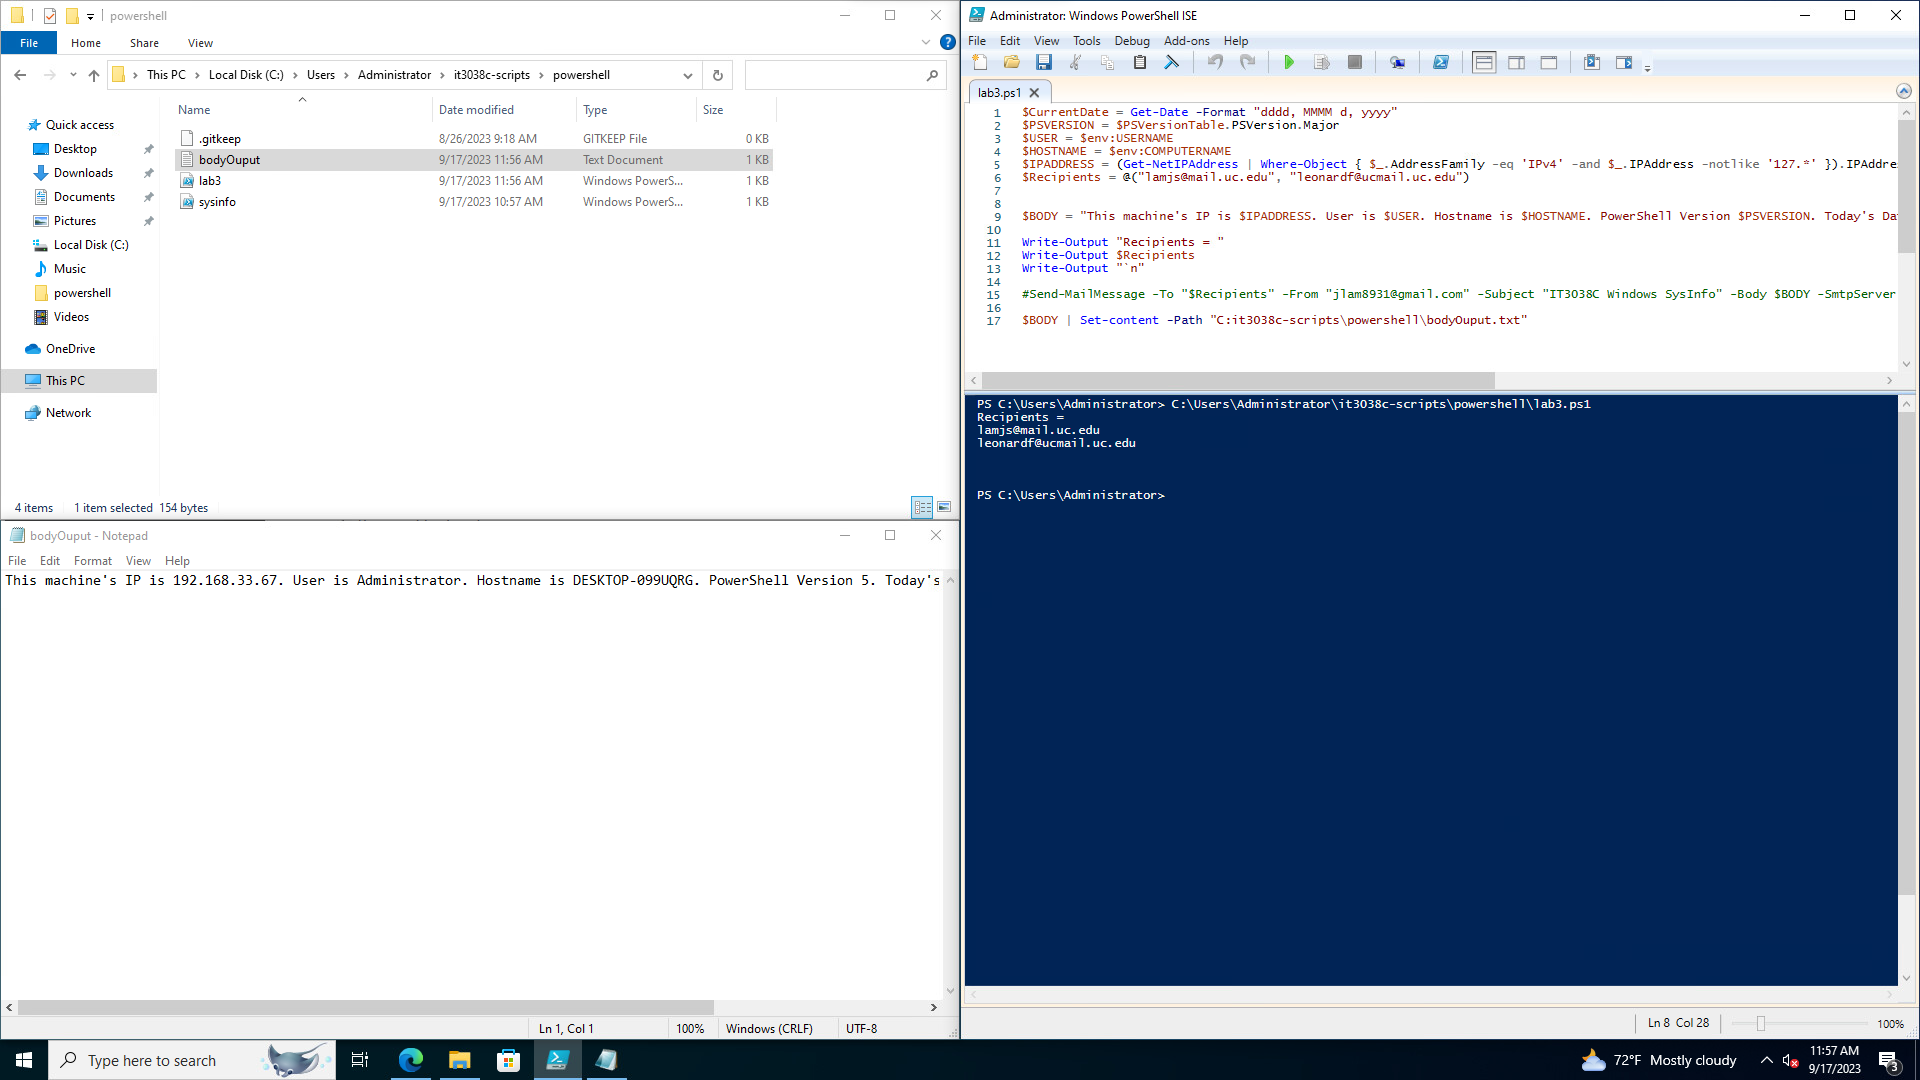 powershell
File Home Share View
This PC › Local Disk (C:) › Users › Administrator › it3038c-scripts › powershell
Name Date modified Type Size
Quick access
Desktop
Downloads
Documents
Pictures
Local Disk (C:)
Music
powershell
Videos
OneDrive
This PC
Network
.gitkeep 8/26/2023 9:18 AM GITKEEP File 0 KB
bodyOuput 9/17/2023 11:56 AM Text Document 1 KB
lab3 9/17/2023 11:56 AM Windows PowerS... 1 KB
sysinfo 9/17/2023 10:57 AM Windows PowerS... 1 KB
4 items 1 item selected 154 bytes
bodyOuput - Notepad
File Edit Format View Help
This machine's IP is 192.168.33.67. User is Administrator. Hostname is DESKTOP-099UQRG. PowerShell Version 5. Today's
Ln 1, Col 1 100% Windows (CRLF) UTF-8
Administrator: Windows PowerShell ISE
File Edit View Tools Debug Add-ons Help
lab3.ps1
1 $CurrentDate = Get-Date -Format "dddd, MMMM d, yyyy"
2 $PSVERSION = $PSVersionTable.PSVersion.Major
3 $USER = $env:USERNAME
4 $HOSTNAME = $env:COMPUTERNAME
5 $IPADDRESS = (Get-NetIPAddress | Where-Object { $_.AddressFamily -eq 'IPv4' -and $_.IPAddress -notlike '127.*' }).IPAddre
6 $Recipients = @("lamjs@mail.uc.edu", "leonardf@ucmail.uc.edu")
7
8
9 $BODY = "This machine's IP is $IPADDRESS. User is $USER. Hostname is $HOSTNAME. PowerShell Version $PSVERSION. Today's Da
10
11 Write-Output "Recipients = "
12 Write-Output $Recipients
13 Write-Output "`n"
14
15 #Send-MailMessage -To "$Recipients" -From "jlam8931@gmail.com" -Subject "IT3038C Windows SysInfo" -Body $BODY -SmtpServer
16
17 $BODY | Set-content -Path "C:it3038c-scripts\powershell\bodyOuput.txt"
PS C:\Users\Administrator> C:\Users\Administrator\it3038c-scripts\powershell\lab3.ps1
Recipients =
lamjs@mail.uc.edu
leonardf@ucmail.uc.edu
PS C:\Users\Administrator>
Ln 8 Col 28 100%
Type here to search
72°F Mostly cloudy
11:57 AM
9/17/2023
3